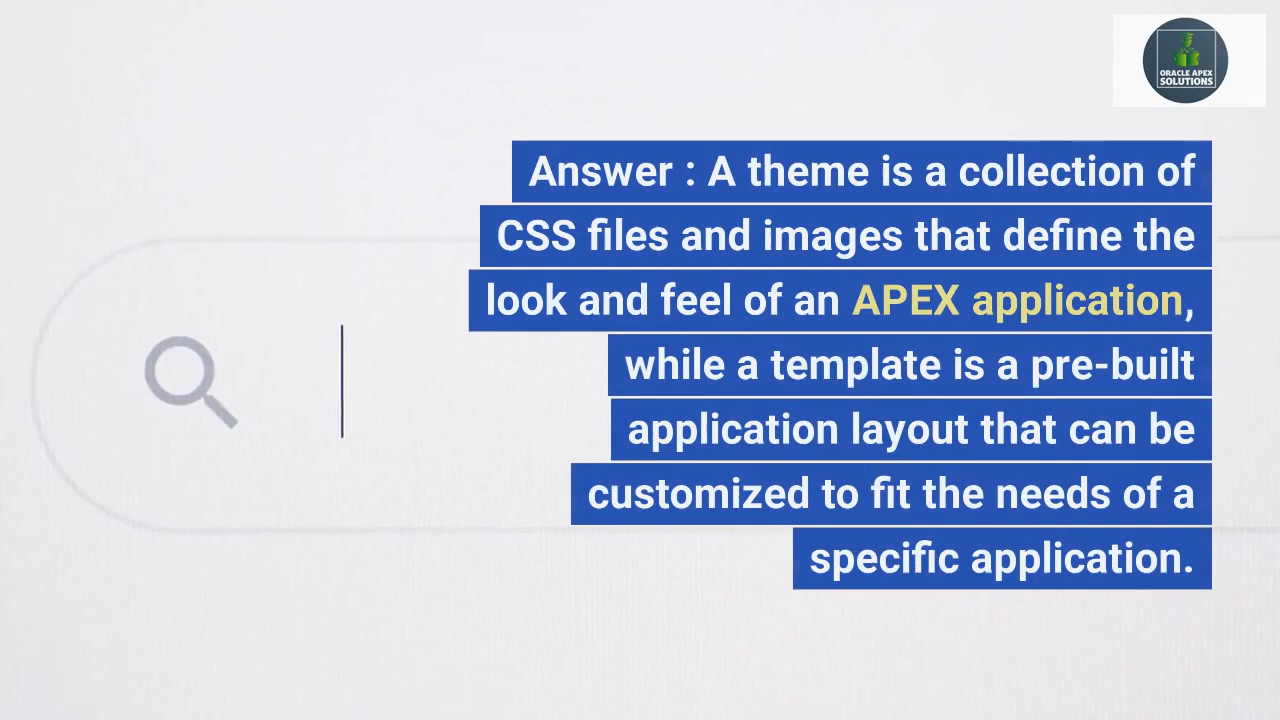 ORACLE APEX
SOLUTIONS
Answer : A theme is a collection of
CSS files and images that define the
look and feel of an APEX application,
while a template is a pre-built
application layout that can be
customized to fit the needs of a
specific application.